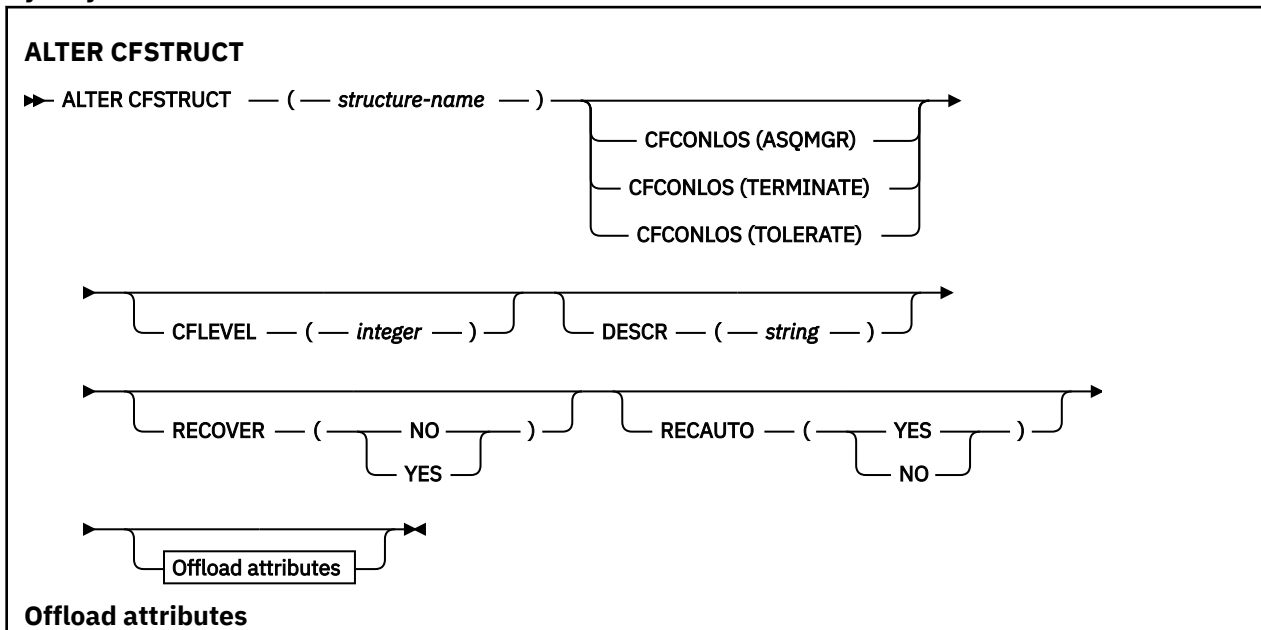 ALTER CFSTRUCT
ALTER CFSTRUCT ( structure-name )
CFCONLOS (ASQMGR)
CFCONLOS (TERMINATE)
CFCONLOS (TOLERATE)
CFLEVEL ( integer ) DESCR ( string )
RECOVER ( NO ) RECAUTO ( YES )
YES NO
Offload attributes
Offload attributes